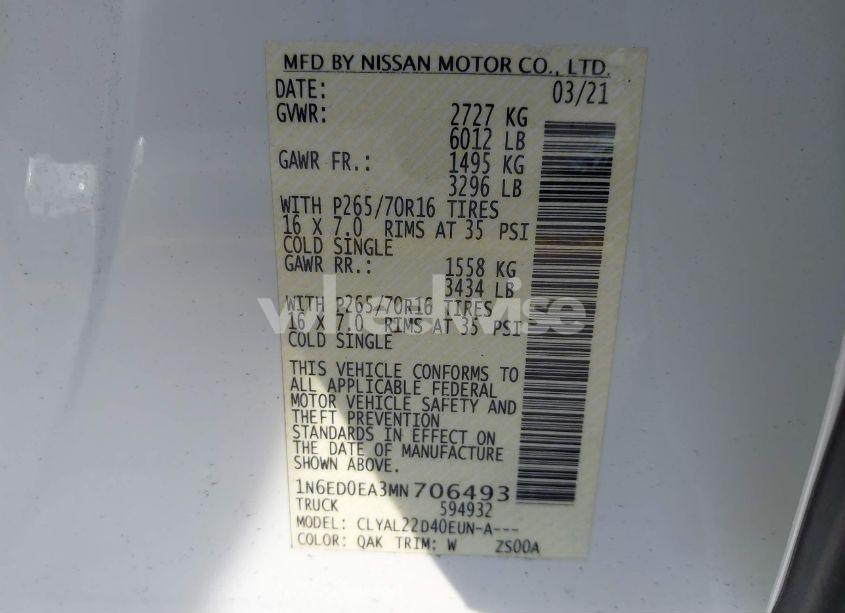 MFD BY NISSAN MOTOR CO., LTD.
DATE: 03/21
GVWR: 2727 KG
6012 LB
GAWR FR.: 1495 KG
3296 LB
WITH P265/70R16 TIRES
16 X 7.0 RIMS AT 35 PSI
COLD SINGLE
GAWR RR.: 1558 KG
3434 LB
WITH P265/70R16 TIRES
16 X 7.0 RIMS AT 35 PSI
COLD SINGLE
wheelwise
THIS VEHICLE CONFORMS TO
ALL APPLICABLE FEDERAL
MOTOR VEHICLE SAFETY AND
THEFT PREVENTION
STANDARDS IN EFFECT ON
THE DATE OF MANUFACTURE
SHOWN ABOVE.
1N6ED0EA3MN706493
TRUCK 594932
MODEL: CLYAL22D40EUN-A---
COLOR: QAK TRIM: W ZS00A